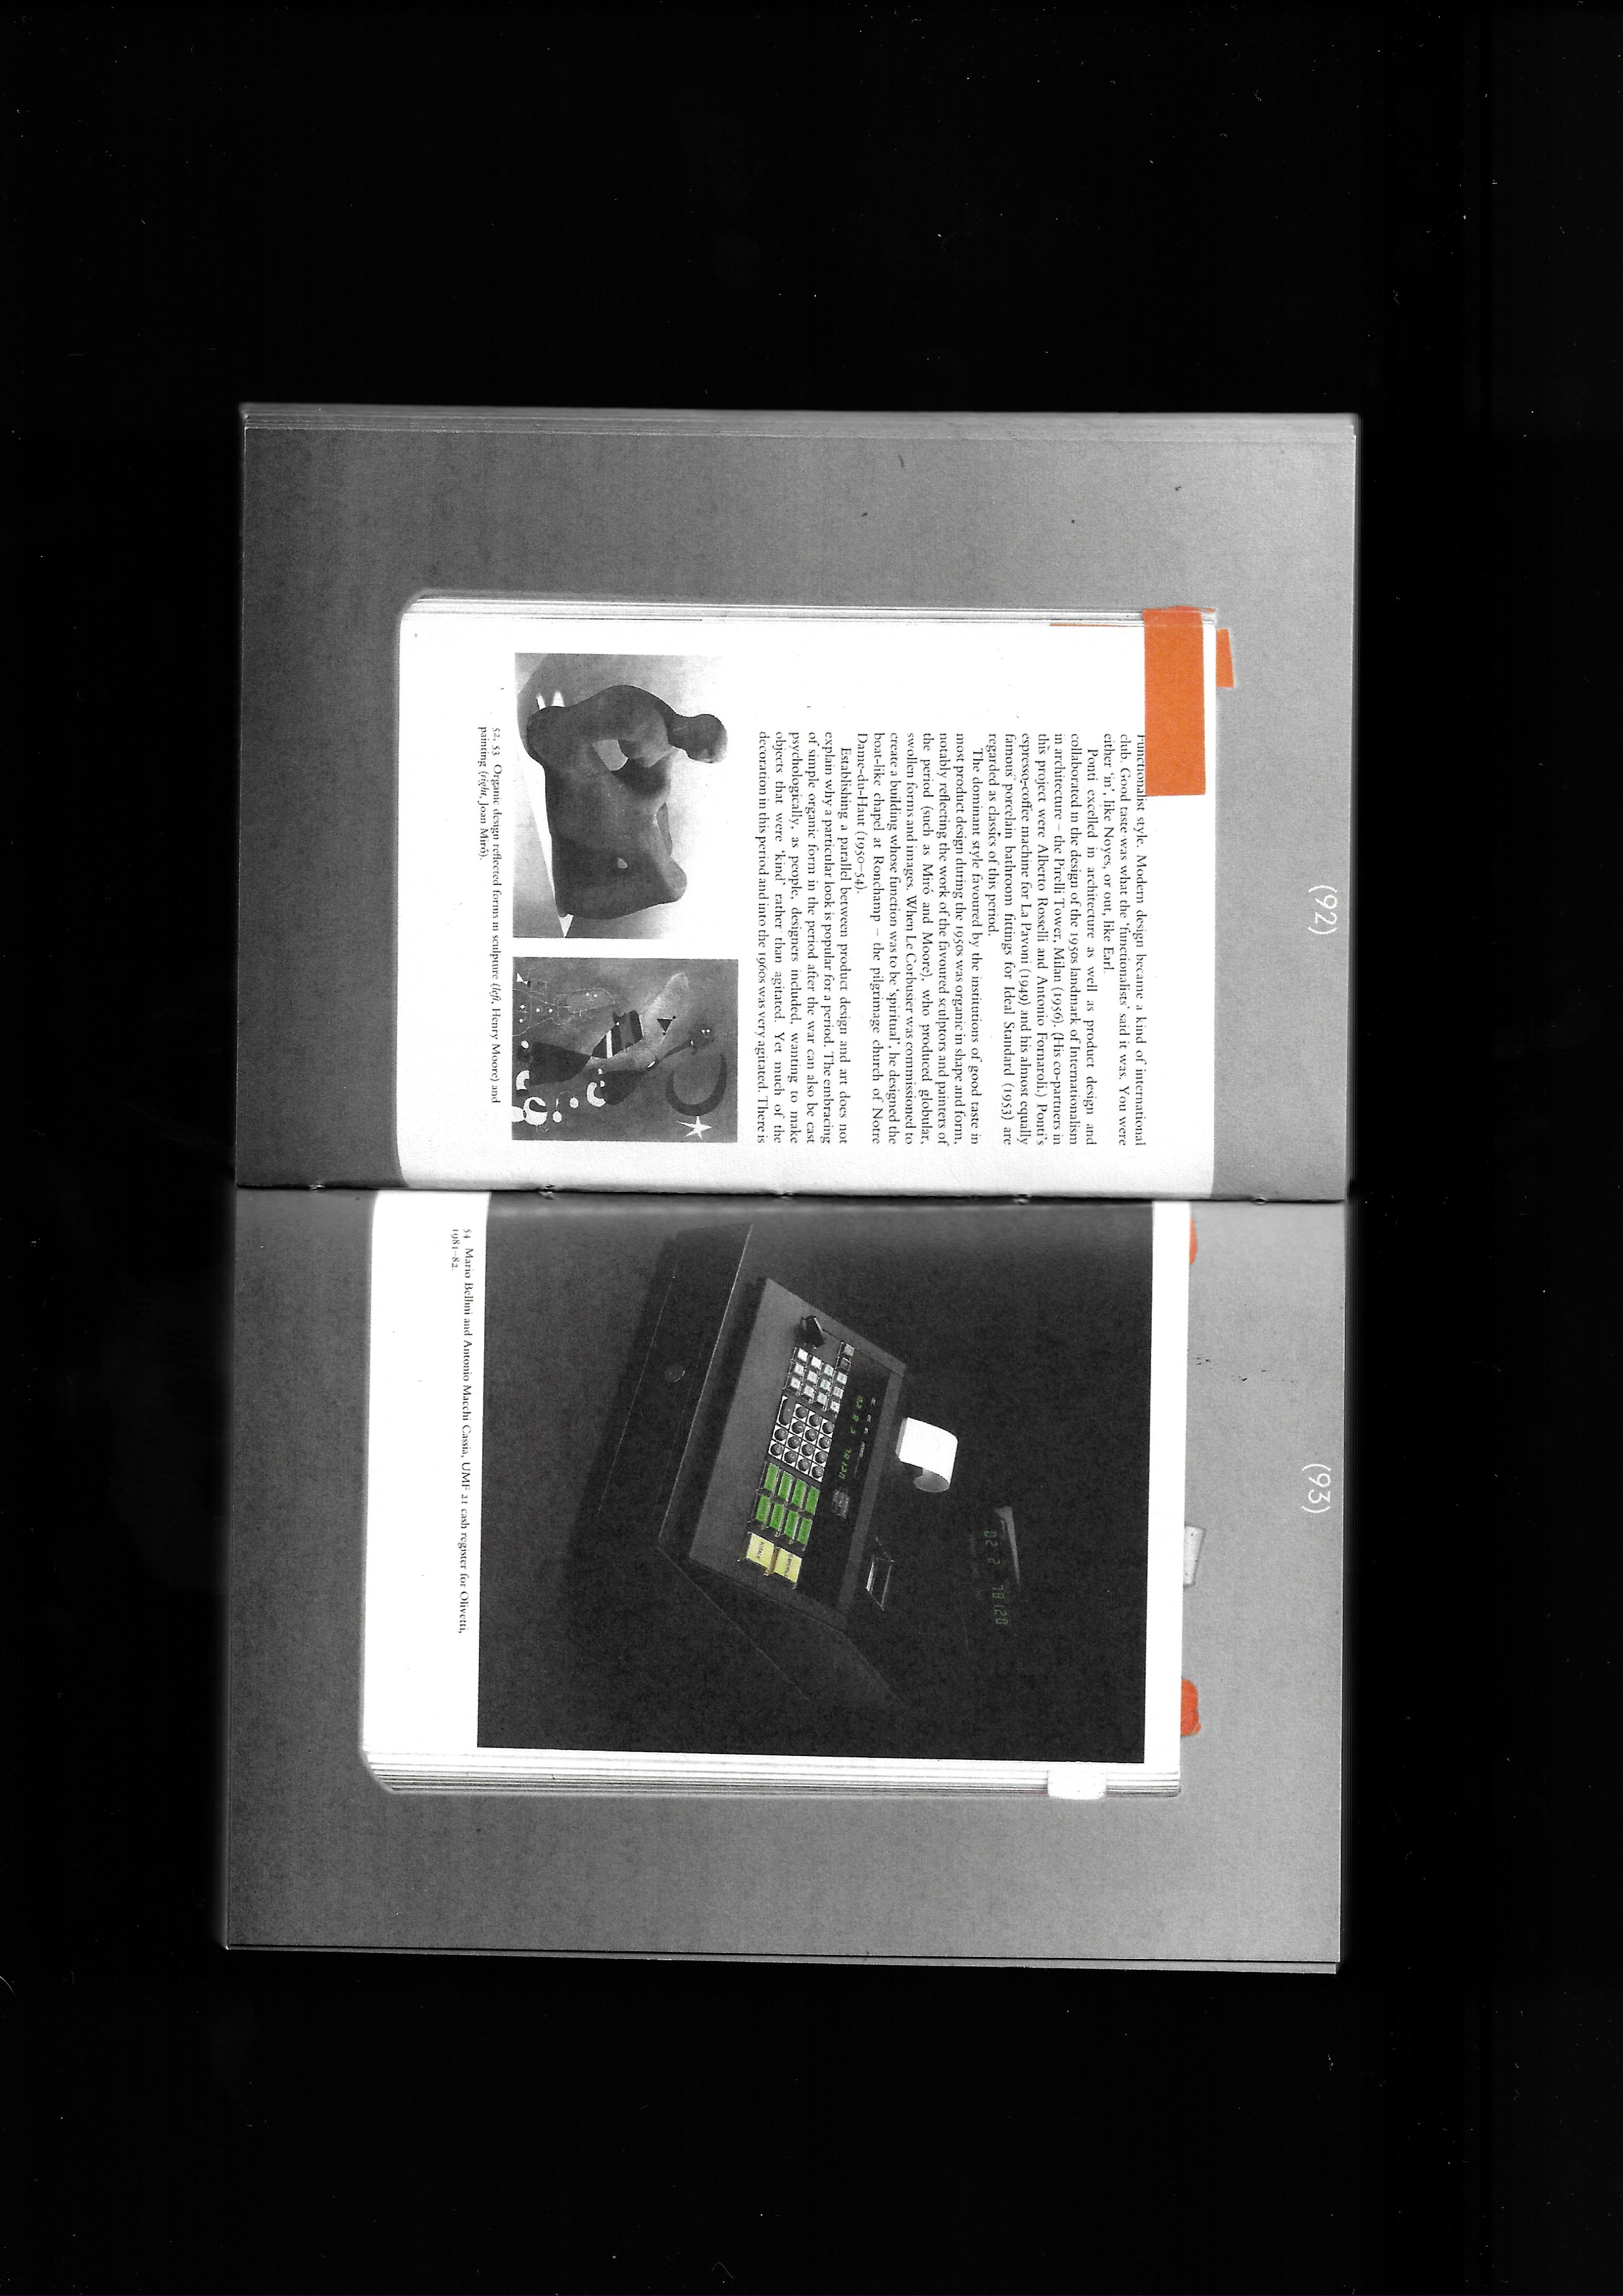 (92)
Functionalist style. Modern design became a kind of international
club. Good taste was what the ‘functionalists’ said it was. You were
either ‘in’, like Noyes, or out, like Earl.
Ponti excelled in architecture as well as product design and
collaborated in the design of the 1950s landmark of Internationalism
in architecture – the Pirelli Tower, Milan (1956). (His co-partners in
this project were Alberto Rosselli and Antonio Fornaroli.) Ponti’s
espresso-coffee machine for La Pavoni (1949) and his almost equally
famous porcelain bathroom fittings for Ideal Standard (1953) are
regarded as classics of this period.
The dominant style favoured by the institutions of good taste in
most product design during the 1950s was organic in shape and form,
notably reflecting the work of the favoured sculptors and painters of
the period (such as Miró and Moore), who produced globular,
swollen forms and images. When Le Corbusier was commissioned to
create a building whose function was to be ‘spiritual’, he designed the
boat-like chapel at Ronchamp – the pilgrimage church of Notre
Dame-du-Haut (1950–54).
Establishing a parallel between product design and art does not
explain why a particular look is popular for a period. The embracing
of simple organic form in the period after the war can also be cast
psychologically, as people, designers included, wanting to make
objects that were ‘kind’ rather than agitated. Yet much of the
decoration in this period and into the 1960s was very agitated. There is
52, 53 Organic design reflected forms in sculpture (left, Henry Moore) and
painting (right, Joan Miró).
(93)
02 2 78120
78120
54 Mario Bellini and Antonio Macchi Cassia, UMF 21 cash register for Olivetti,
1981–82.